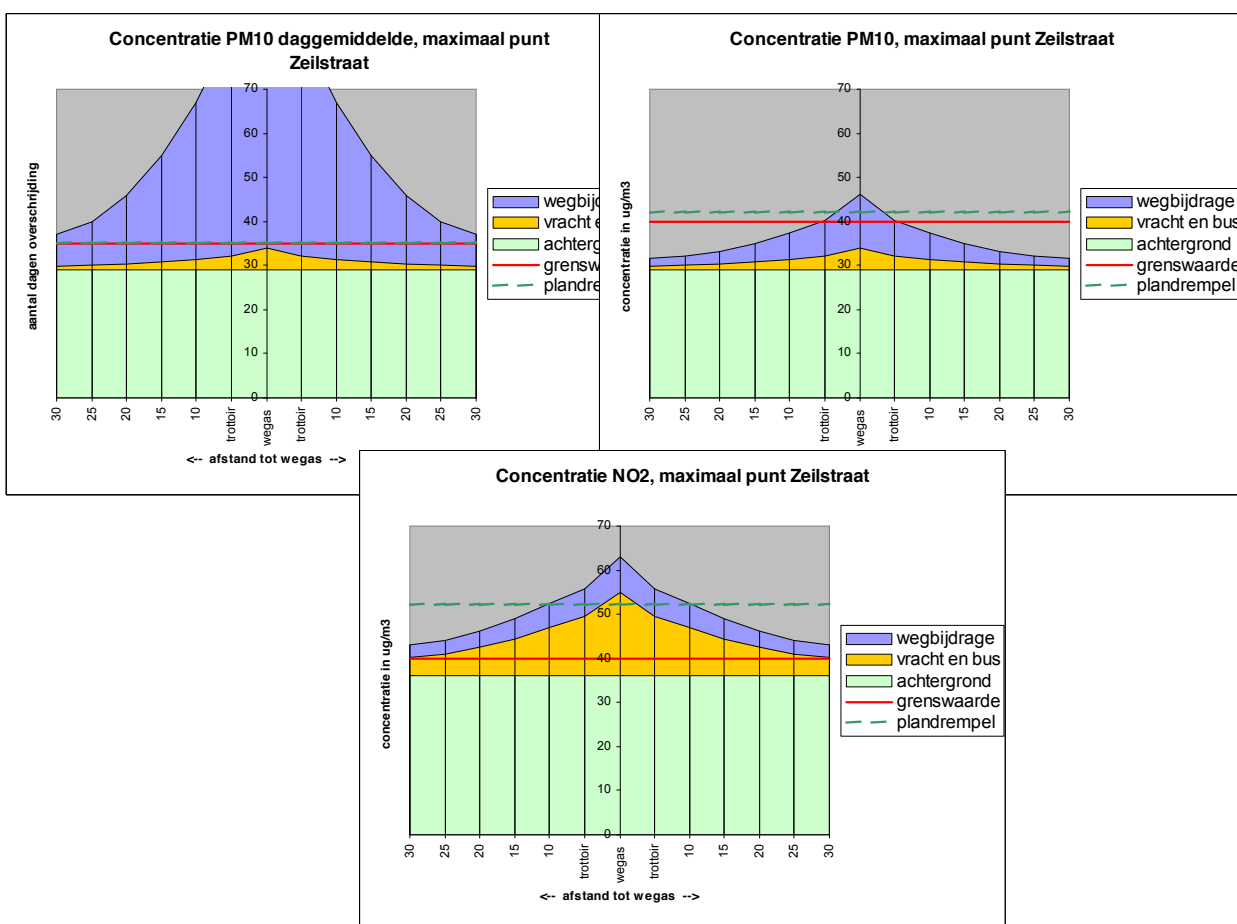 Concentratie PM10 daggemiddelde, maximaal punt
Zeilstraat
70
60
50
40
30
20
10
0
aantal dagen overschrijding
30
25
20
15
10
trottoir
wegas
trottoir
10
15
20
25
30
<-- afstand tot wegas -->
wegbijd
vracht e
achterg
grensw
plandre
Concentratie PM10, maximaal punt Zeilstraat
70
60
50
40
30
20
10
0
concentratie in ug/m3
30
25
20
15
10
trottoir
wegas
trottoir
10
15
20
25
30
wegbijdrage
vracht en bus
achtergrond
grenswaarde
plandrempel
Concentratie NO2, maximaal punt Zeilstraat
70
60
50
40
30
20
10
0
concentratie in ug/m3
30
25
20
15
10
trottoir
wegas
trottoir
10
15
20
25
30
<-- afstand tot wegas -->
wegbijdrage
vracht en bus
achtergrond
grenswaarde
plandrempel